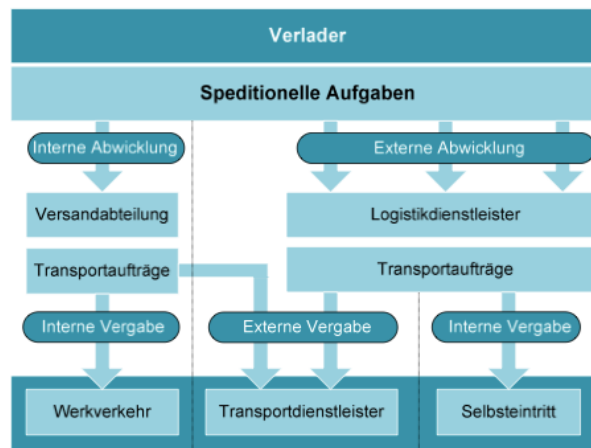 Verlader
Speditionelle Aufgaben
Interne Abwicklung
Externe Abwicklung
Versandabteilung
Logistikdienstleister
Transportaufträge
Transportaufträge
Interne Vergabe
Externe Vergabe
Interne Vergabe
Werkverkehr
Transportdienstleister
Selbsteintritt